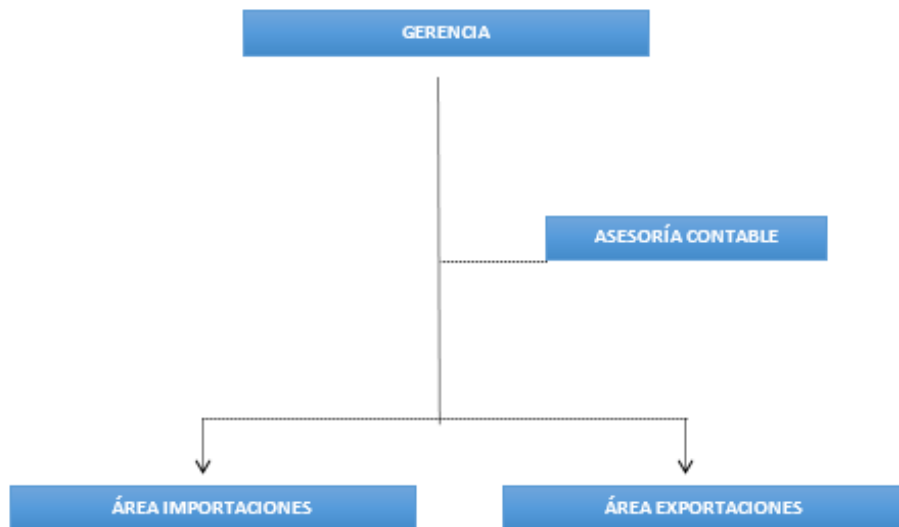 GERENCIA
ASESORÍA CONTABLE
ÁREA IMPORTACIONES
ÁREA EXPORTACIONES